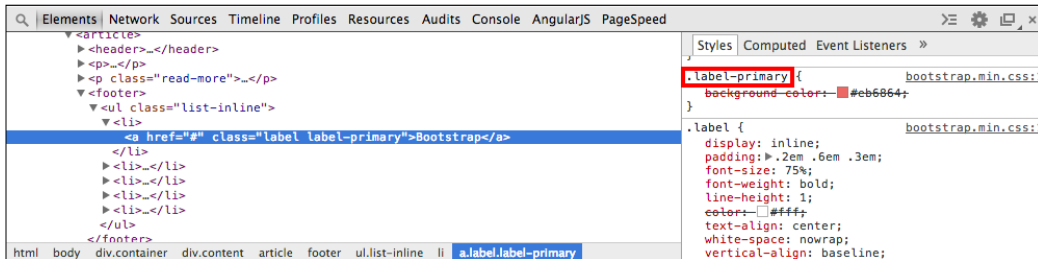 Elements Network Sources Timeline Profiles Resources Audits Console AngularJS PageSpeed
<article>
<header>…</header>
<p>…</p>
<p class="read-more">…</p>
<footer>
<ul class="list-inline">
<li>
<a href="#" class="label label-primary">Bootstrap</a>
</li>
<li>…</li>
<li>…</li>
<li>…</li>
<li>…</li>
</ul>
</footer>
html body div.container div.content article footer ul.list-inline li a.label.label-primary
Styles Computed Event Listeners »
}
.label-primary { bootstrap.min.css:
background-color: #eb6864;
}
.label { bootstrap.min.css:
display: inline;
padding: .2em .6em .3em;
font-size: 75%;
font-weight: bold;
line-height: 1;
color: #fff;
text-align: center;
white-space: nowrap;
vertical-align: baseline;